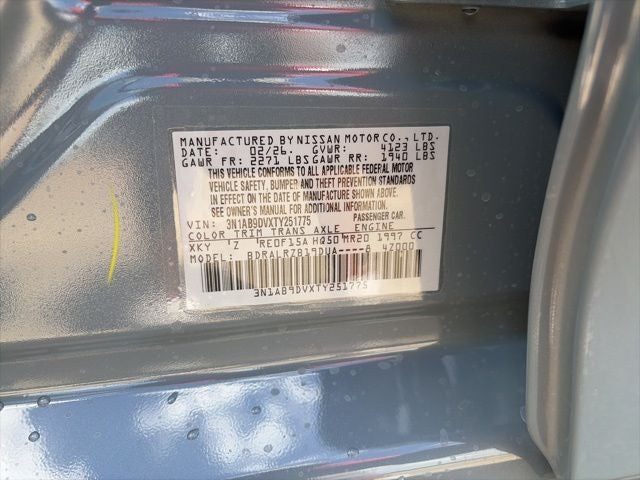 MANUFACTURED BY NISSAN MOTOR CO., LTD.
DATE: 02/26 GVWR: 4123 LBS
GAWR FR: 2271 LBS GAWR RR: 1940 LBS
THIS VEHICLE CONFORMS TO ALL APPLICABLE FEDERAL MOTOR
VEHICLE SAFETY, BUMPER AND THEFT PREVENTION STANDARDS
IN EFFECT ON THE DATE OF MANUFACTURE SHOWN ABOVE.
SEE OWNER'S MANUAL FOR ADDITIONAL INFORMATION.
VIN: 3N1AB9DVXTY251775 PASSENGER CAR.
COLOR TRIM TRANS AXLE ENGINE
XKY Z RE0F15A HQ50 MR20 1997 CC
MODEL: BDRALRZB19DUA----8 47000
3N1AB9DVXTY251775